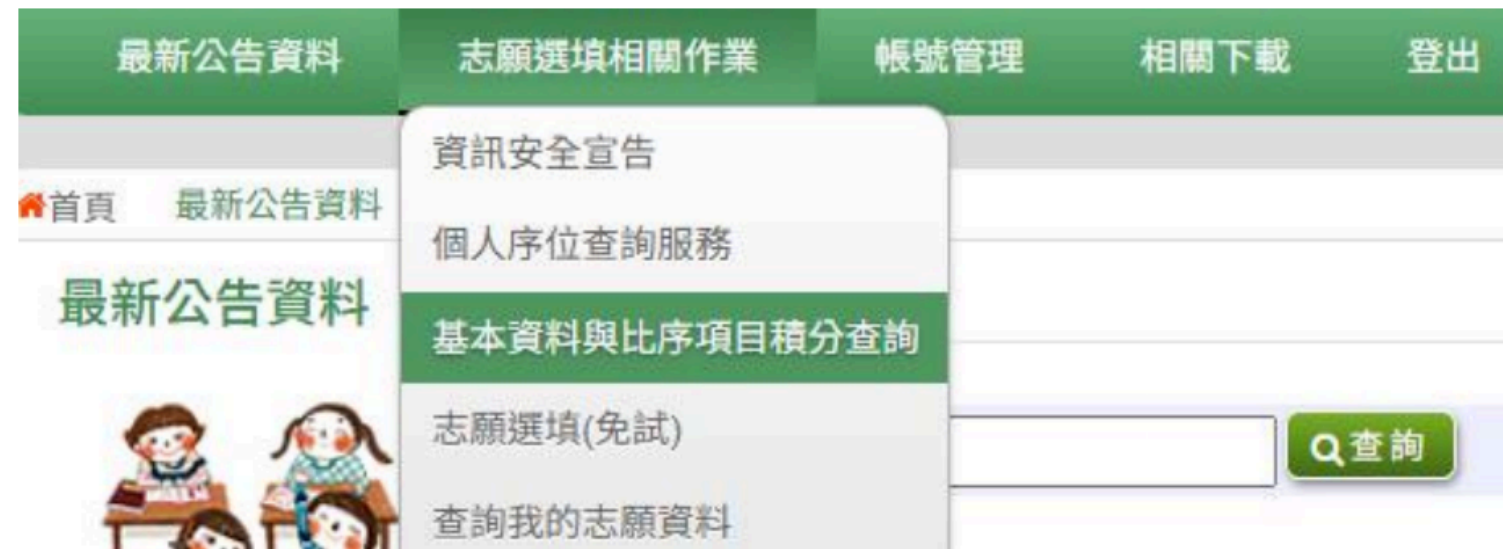 最新公告資料 志願選填相關作業 帳號管理 相關下載 登出
資訊安全宣告
首頁 最新公告資料
個人序位查詢服務
最新公告資料
基本資料與比序項目積分查詢
志願選填(免試)
查詢
查詢我的志願資料